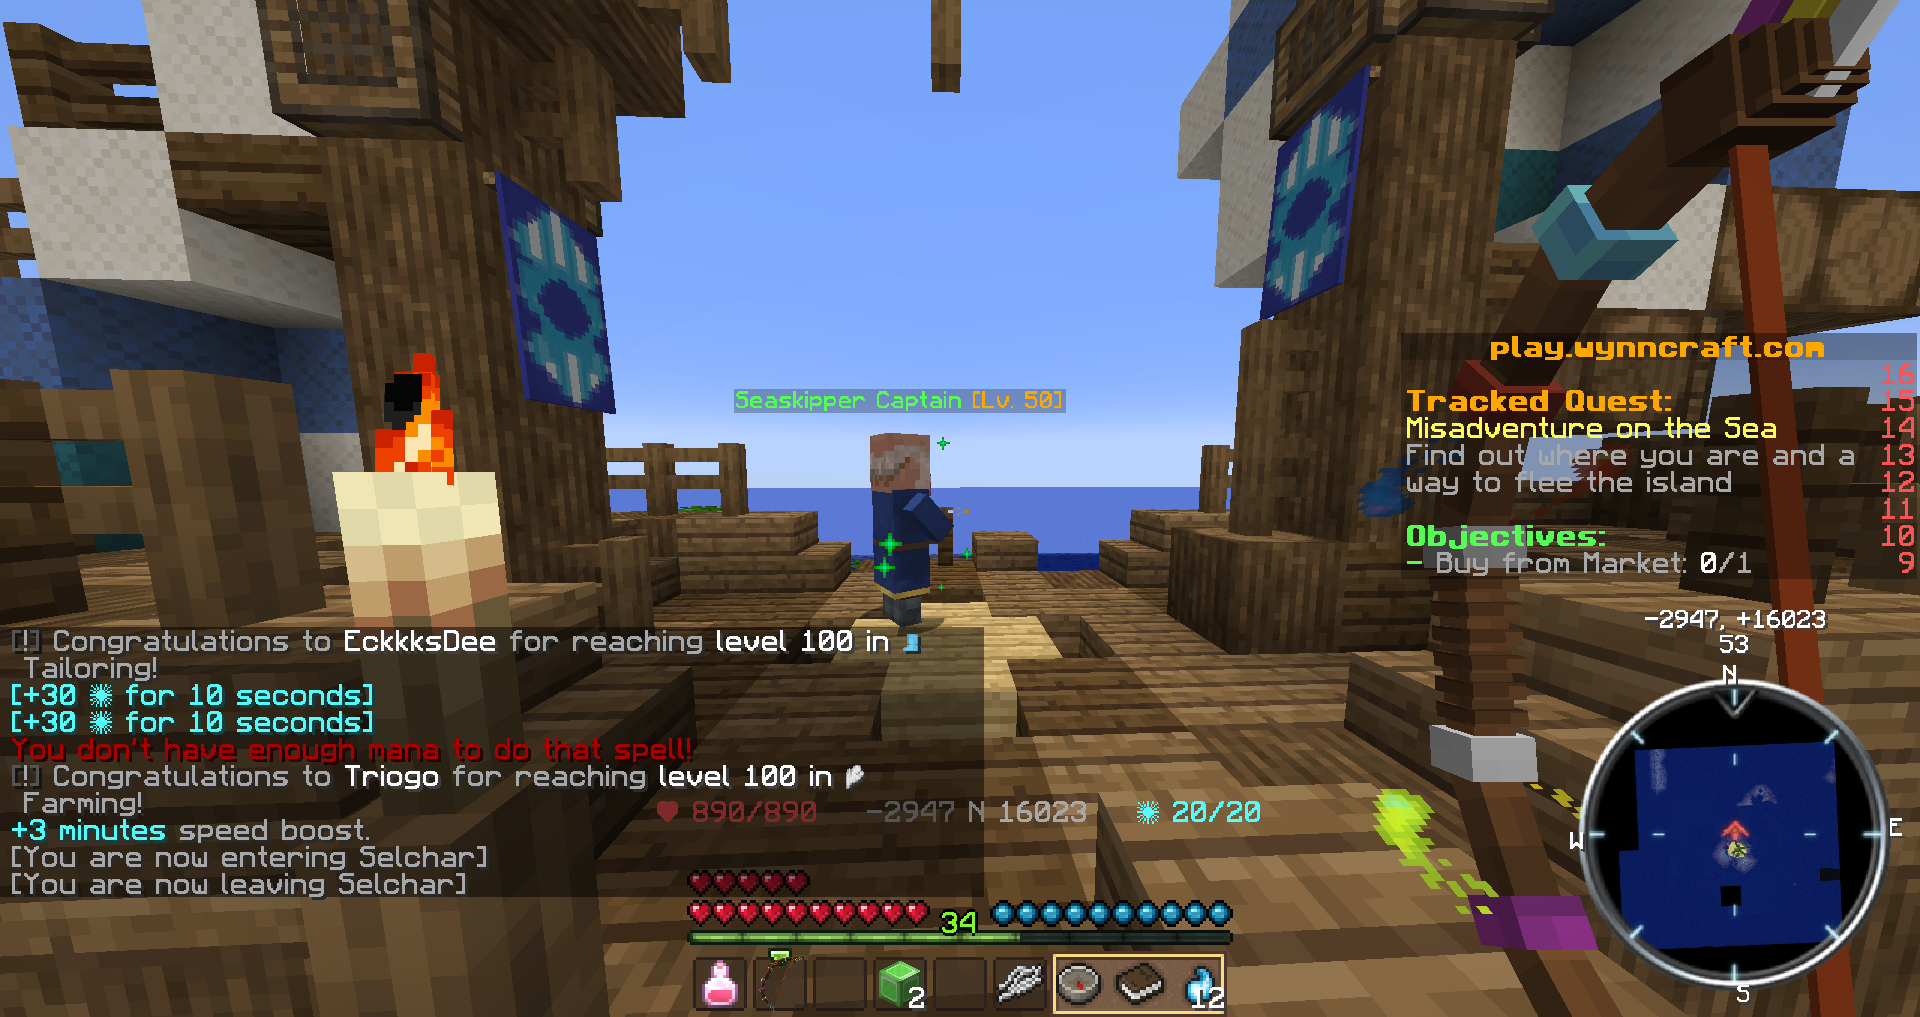 Seaskipper Captain [Lv. 50]
play.wynncraft.com
16
Tracked Quest: 15
Misadventure on the Sea 14
Find out where you are and a 13
way to flee the island 12
11
Objectives: 10
- Buy from Market: 0/1 9
-2947, +16023
53
N
W
E
S
[!] Congratulations to EckkksDee for reaching level 100 in
Tailoring!
[+30 for 10 seconds]
[+30 for 10 seconds]
You don't have enough mana to do that spell!
[!] Congratulations to Triogo for reaching level 100 in
Farming!
+3 minutes speed boost.
[You are now entering Selchar]
[You are now leaving Selchar]
890/890 -2947 N 16023 20/20
34
2
12